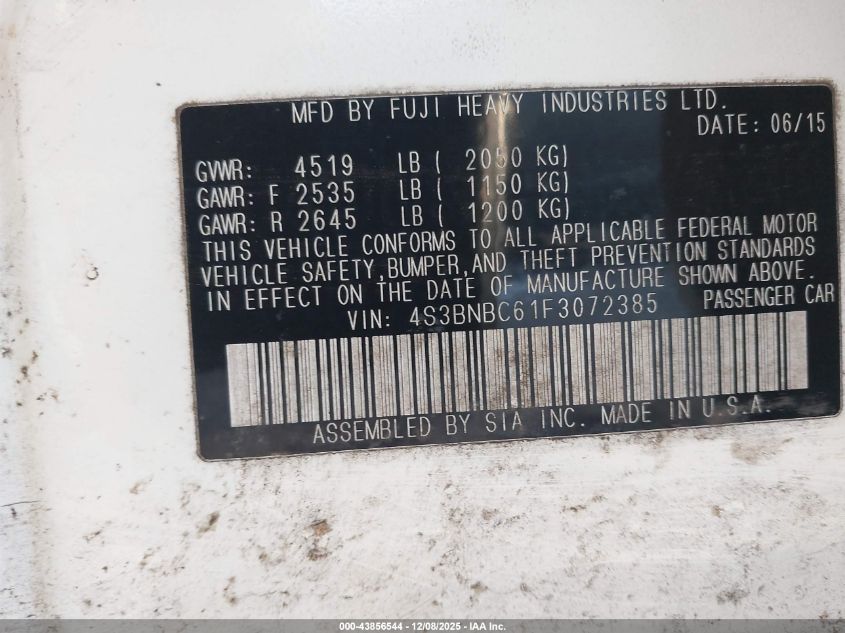 MFD BY FUJI HEAVY INDUSTRIES LTD.
DATE: 06/15
GVWR: 4519 LB ( 2050 KG)
GAWR: F 2535 LB ( 1150 KG)
GAWR: R 2645 LB ( 1200 KG)
THIS VEHICLE CONFORMS TO ALL APPLICABLE FEDERAL MOTOR
VEHICLE SAFETY,BUMPER,AND THEFT PREVENTION STANDARDS
IN EFFECT ON THE DATE OF MANUFACTURE SHOWN ABOVE.
VIN: 4S3BNBC61F3072385 PASSENGER CAR
ASSEMBLED BY SIA INC. MADE IN U.S.A.
000-43856544 - 12/08/2025 - IAA Inc.